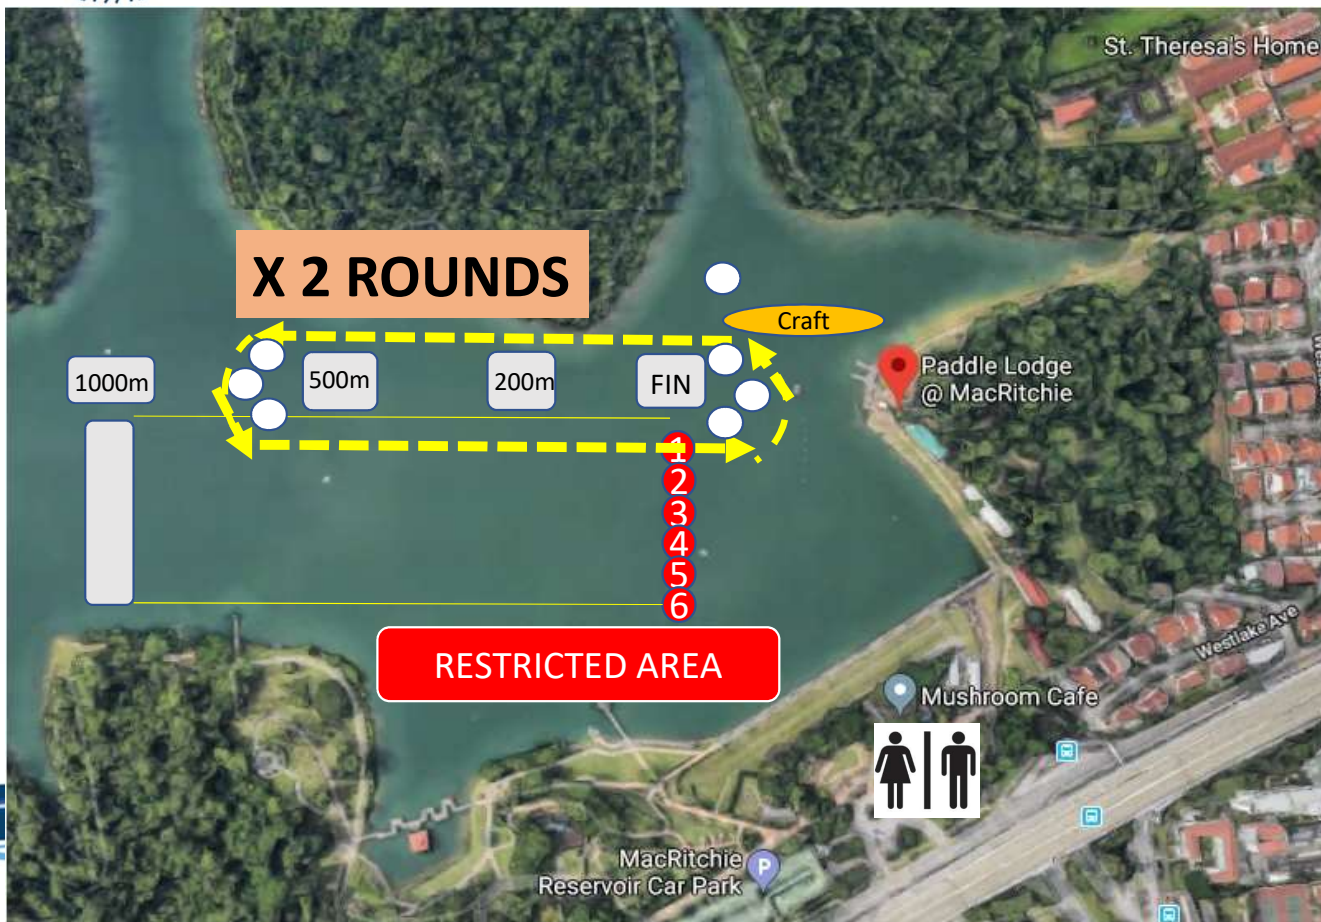 St. Theresa's Home
X 2 ROUNDS
Craft
1000m
500m
200m
FIN
Paddle Lodge
@ MacRitchie
1
2
3
4
5
6
RESTRICTED AREA
Westlake Ave
Mushroom Cafe
MacRitchie
Reservoir Car Park
P